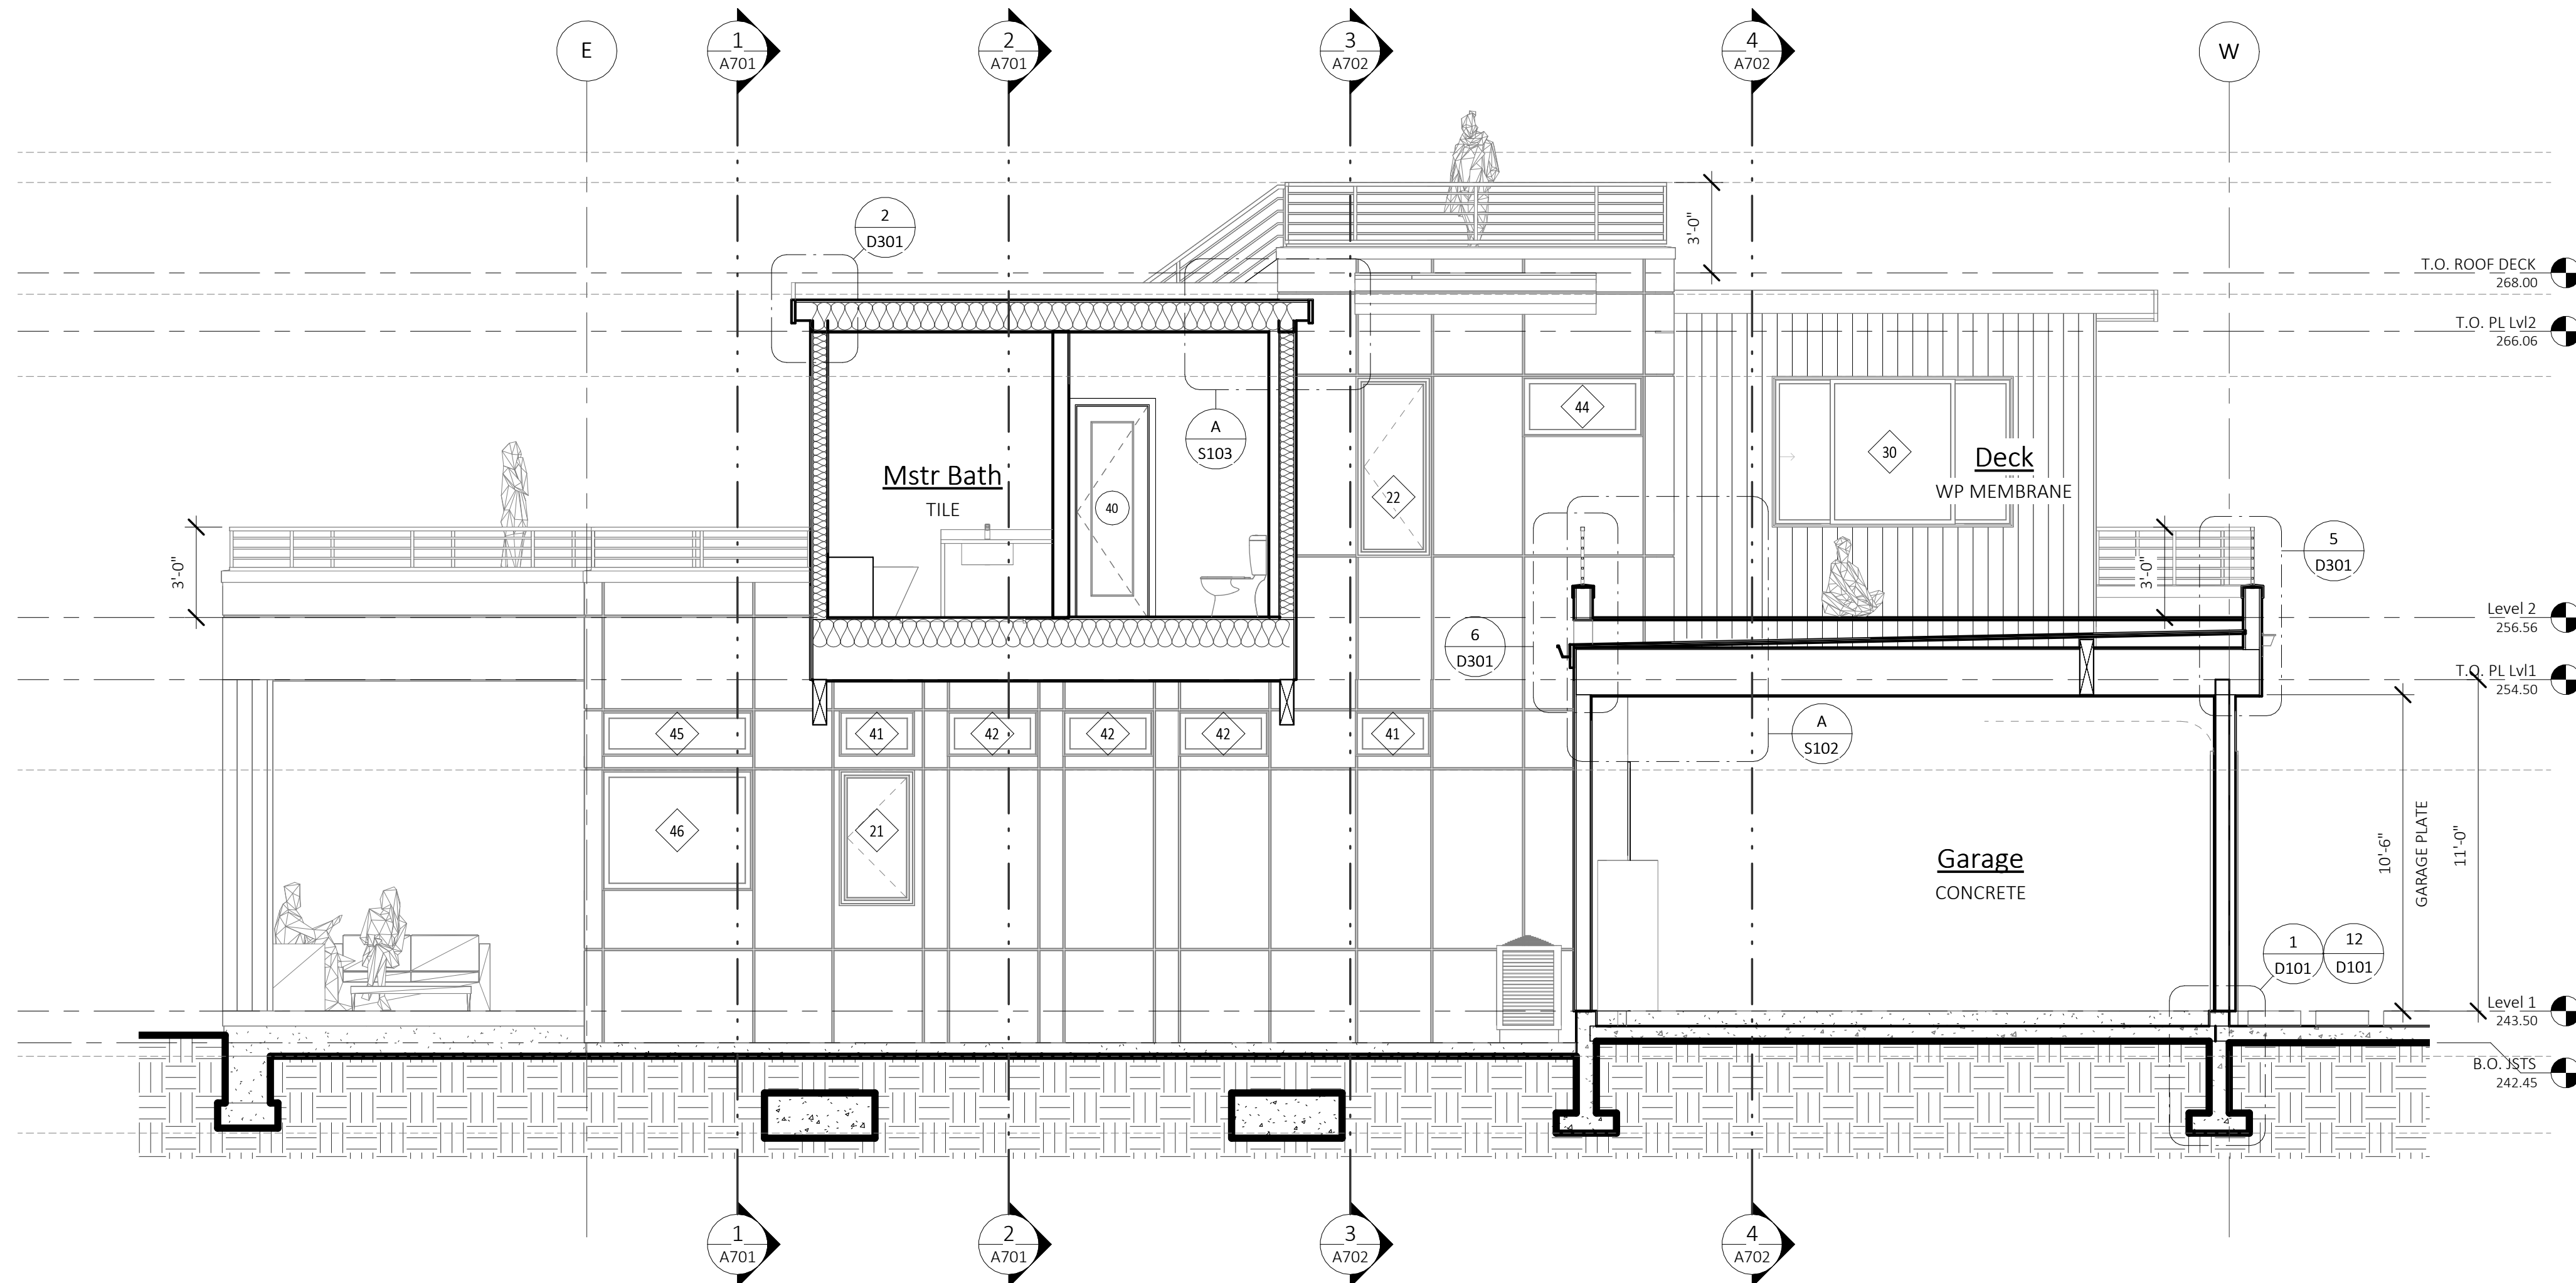 E
1
A701
2
A701
3
A702
4
A702
W
2
D301
3'-0"
T.O. ROOF DECK
268.00
T.O. PL Lvl2
266.06
44
A
S103
40
22
30
Deck
WP MEMBRANE
Mstr Bath
TILE
3'-0"
3'-0"
5
D301
Level 2
256.56
6
D301
T.O. PL Lvl1
254.50
45
41
42
42
42
41
A
S102
46
21
10'-6"
GARAGE PLATE
11'-0"
Garage
CONCRETE
1
D101
12
D101
Level 1
243.50
B.O. JSTS
242.45
1
A701
2
A701
3
A702
4
A702